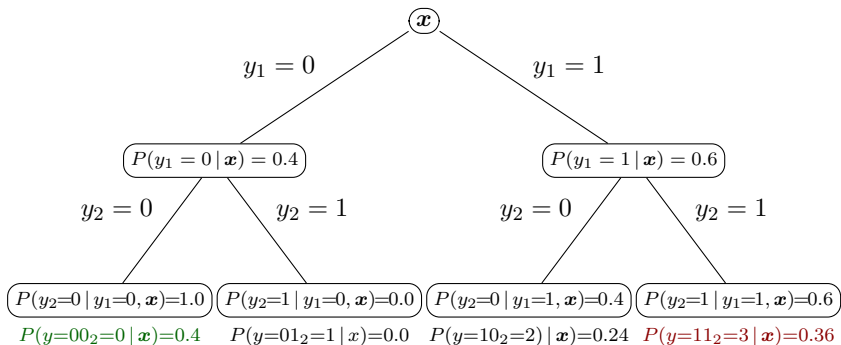 x
y₁ = 0
y₁ = 1
P(y₁ = 0 | x) = 0.4
P(y₁ = 1 | x) = 0.6
y₂ = 0
y₂ = 1
y₂ = 0
y₂ = 1
P(y₂=0 | y₁=0, x)=1.0
P(y₂=1 | y₁=0, x)=0.0
P(y₂=0 | y₁=1, x)=0.4
P(y₂=1 | y₁=1, x)=0.6
P(y=00₂=0 | x)=0.4
P(y=01₂=1 | x)=0.0
P(y=10₂=2) | x)=0.24
P(y=11₂=3 | x)=0.36